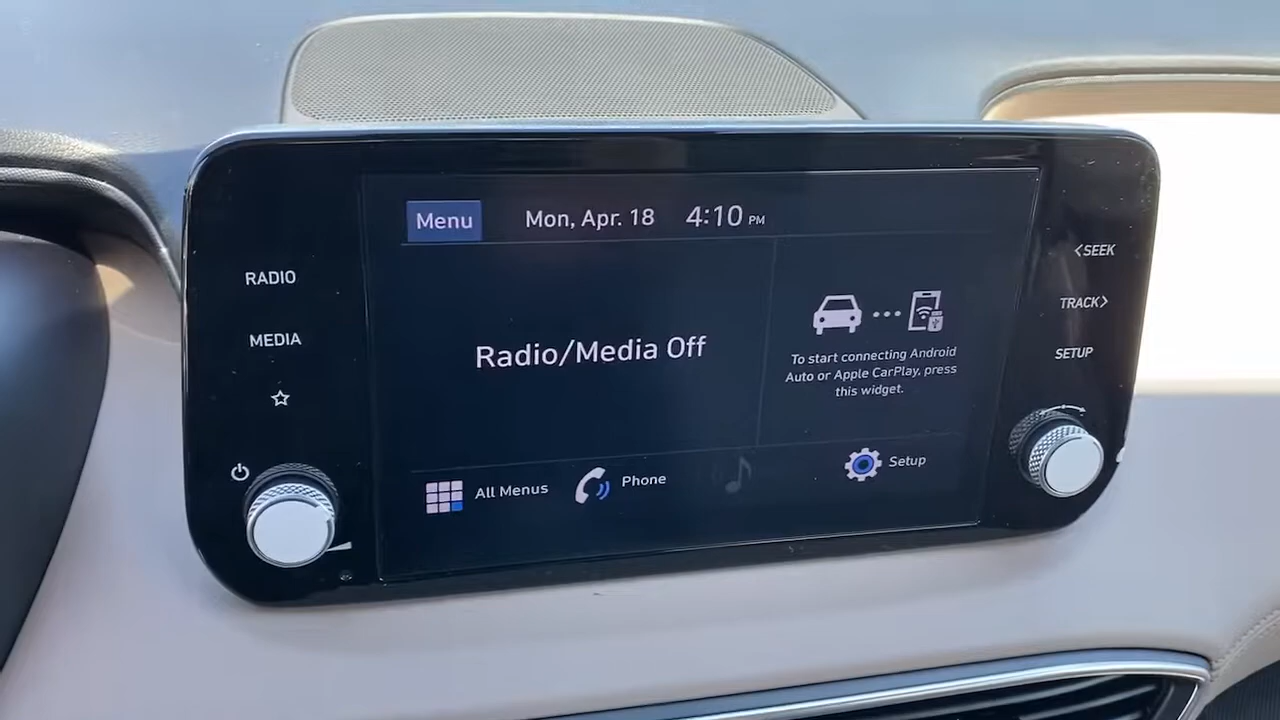 Menu
Mon, Apr. 18
4:10 PM
RADIO
MEDIA
Radio/Media Off
To start connecting Android
Auto or Apple CarPlay, press
this widget.
All Menus
Phone
Setup
<SEEK
TRACK>
SETUP